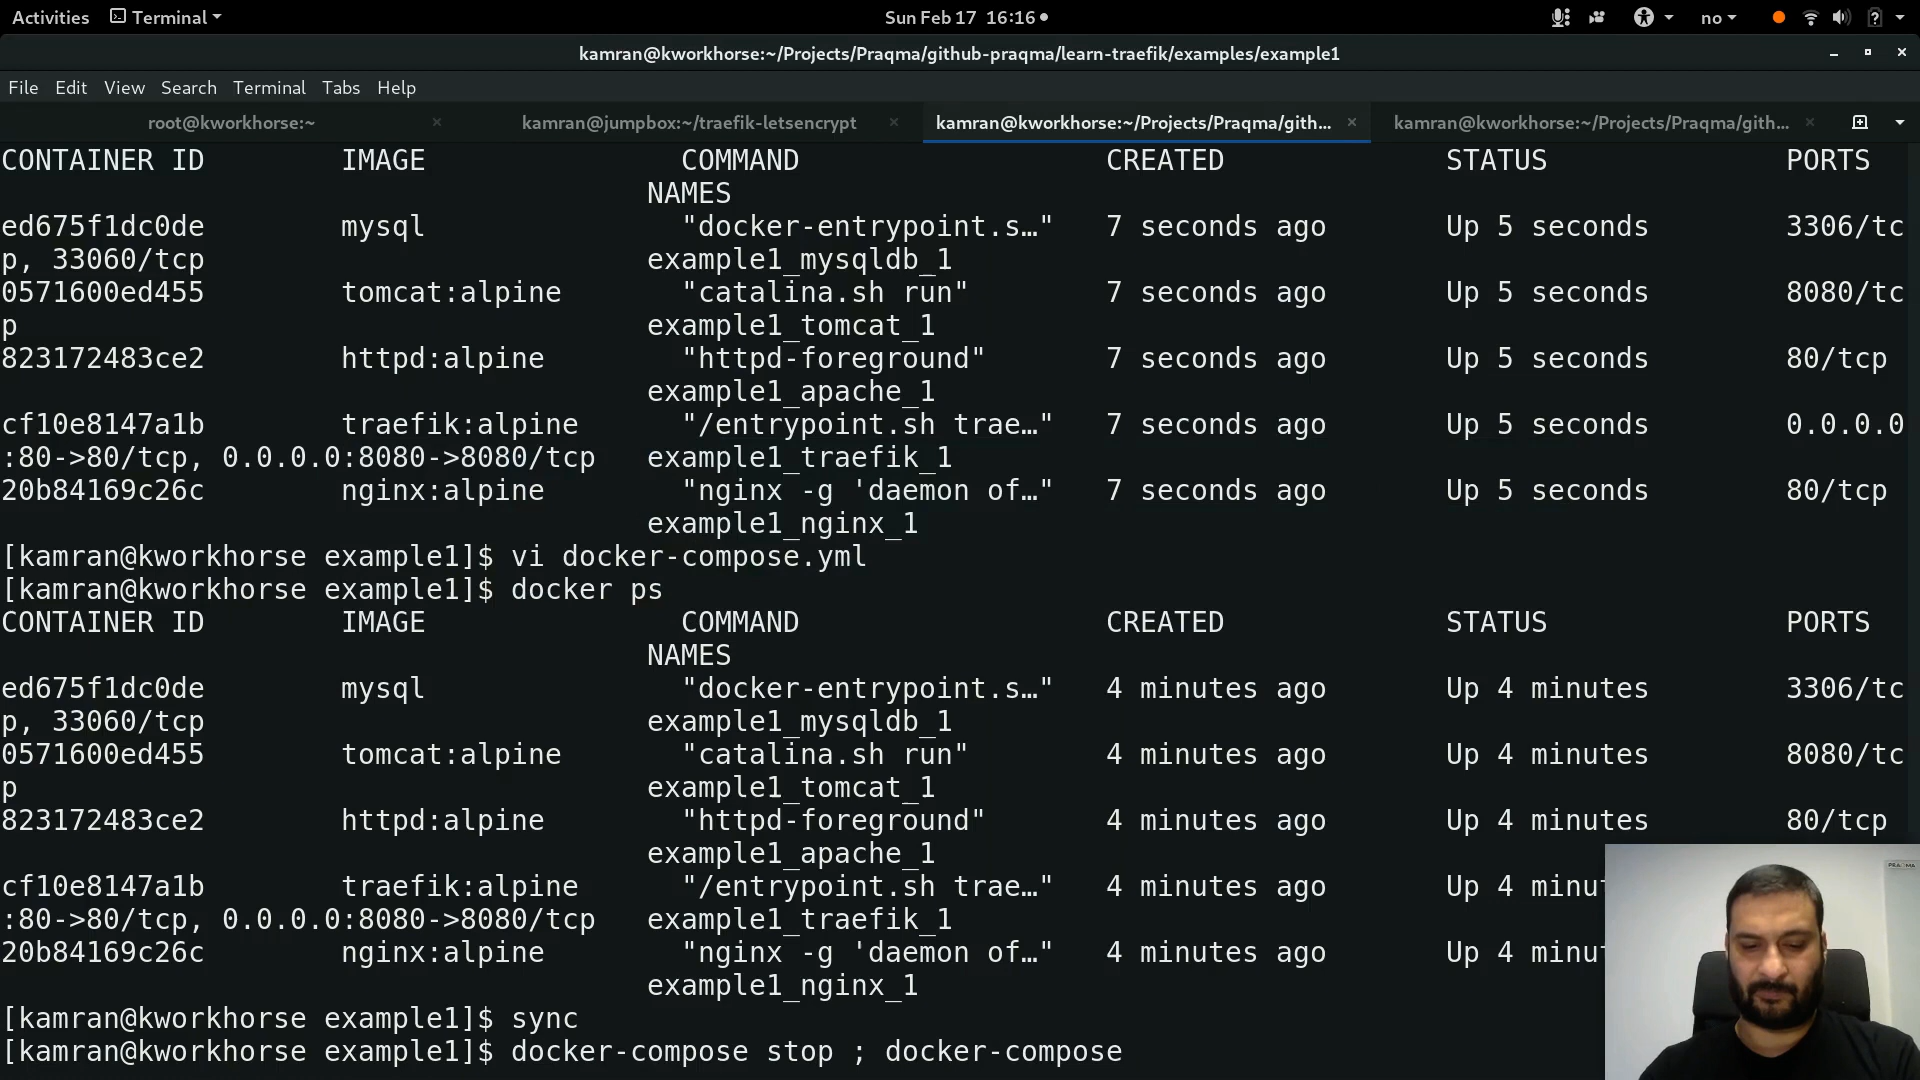 Activities Terminal Sun Feb 17 16:16 no
kamran@kworkhorse:~/Projects/Praqma/github-praqma/learn-traefik/examples/example1
File Edit View Search Terminal Tabs Help
root@kworkhorse:~ × kamran@jumpbox:~/traefik-letsencrypt × kamran@kworkhorse:~/Projects/Praqma/gith... × kamran@kworkhorse:~/Projects/Praqma/gith... ×
CONTAINER ID IMAGE COMMAND CREATED STATUS PORTS
NAMES
ed675f1dc0de mysql "docker-entrypoint.s…" 7 seconds ago Up 5 seconds 3306/tc
p, 33060/tcp example1_mysqldb_1
0571600ed455 tomcat:alpine "catalina.sh run" 7 seconds ago Up 5 seconds 8080/tc
p example1_tomcat_1
823172483ce2 httpd:alpine "httpd-foreground" 7 seconds ago Up 5 seconds 80/tcp
example1_apache_1
cf10e8147a1b traefik:alpine "/entrypoint.sh trae…" 7 seconds ago Up 5 seconds 0.0.0.0
:80->80/tcp, 0.0.0.0:8080->8080/tcp example1_traefik_1
20b84169c26c nginx:alpine "nginx -g 'daemon of…" 7 seconds ago Up 5 seconds 80/tcp
example1_nginx_1
[kamran@kworkhorse example1]$ vi docker-compose.yml
[kamran@kworkhorse example1]$ docker ps
CONTAINER ID IMAGE COMMAND CREATED STATUS PORTS
NAMES
ed675f1dc0de mysql "docker-entrypoint.s…" 4 minutes ago Up 4 minutes 3306/tc
p, 33060/tcp example1_mysqldb_1
0571600ed455 tomcat:alpine "catalina.sh run" 4 minutes ago Up 4 minutes 8080/tc
p example1_tomcat_1
823172483ce2 httpd:alpine "httpd-foreground" 4 minutes ago Up 4 minutes 80/tcp
example1_apache_1
cf10e8147a1b traefik:alpine "/entrypoint.sh trae…" 4 minutes ago Up 4 minut
:80->80/tcp, 0.0.0.0:8080->8080/tcp example1_traefik_1
20b84169c26c nginx:alpine "nginx -g 'daemon of…" 4 minutes ago Up 4 minut
example1_nginx_1
[kamran@kworkhorse example1]$ sync
[kamran@kworkhorse example1]$ docker-compose stop ; docker-compose